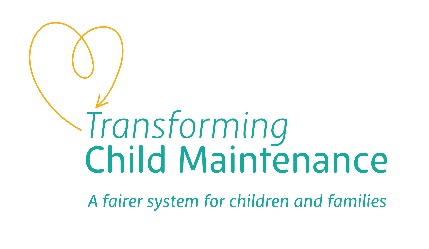 Transforming
Child Maintenance
A fairer system for children and families